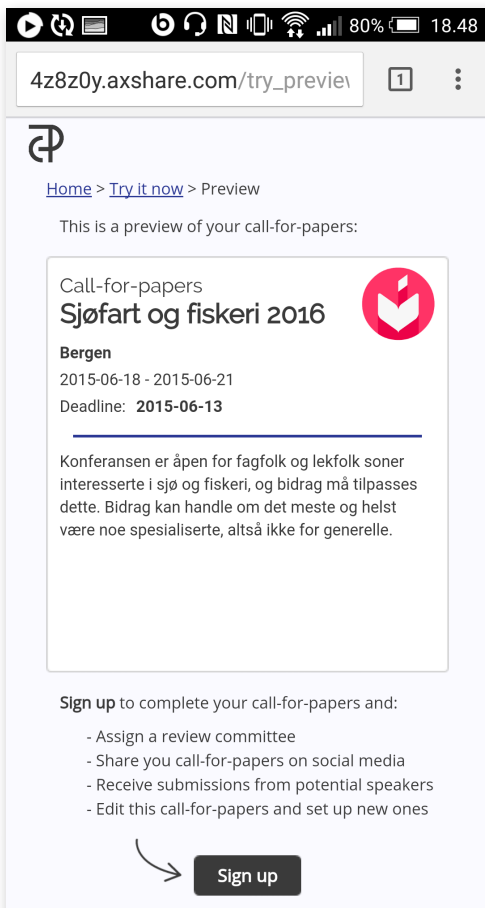 80% 18.48
4z8z0y.axshare.com/try_previe
1
Home > Try it now > Preview
This is a preview of your call-for-papers:
Call-for-papers
Sjøfart og fiskeri 2016
Bergen
2015-06-18 - 2015-06-21
Deadline: 2015-06-13
Konferansen er åpen for fagfolk og lekfolk soner
interesserte i sjø og fiskeri, og bidrag må tilpasses
dette. Bidrag kan handle om det meste og helst
være noe spesialiserte, altså ikke for generelle.
Sign up to complete your call-for-papers and:
- Assign a review committee
- Share you call-for-papers on social media
- Receive submissions from potential speakers
- Edit this call-for-papers and set up new ones
Sign up